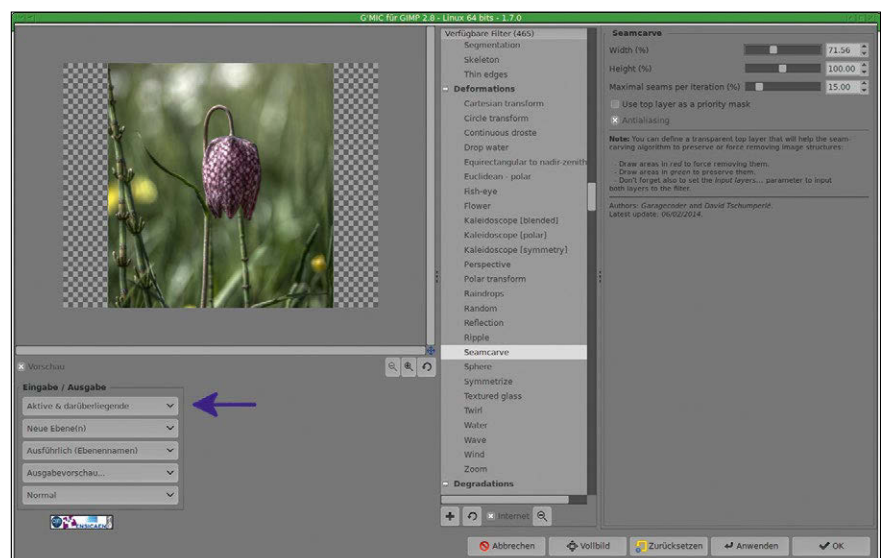 G'MIC für GIMP 2.8 - Linux 64 bits - 1.7.0
Vorschau
Eingabe / Ausgabe
Aktive & darüberliegende
Neue Ebene(n)
Ausführlich (Ebenennamen)
Ausgabevorschau...
Normal
ENSICAEN
Verfügbare Filter (465)
Segmentation
Skeleton
Thin edges
Deformations
Cartesian transform
Circle transform
Continuous droste
Drop water
Equirectangular to nadir-zenith
Euclidean - polar
Fish-eye
Flower
Kaleidoscope [blended]
Kaleidoscope [polar]
Kaleidoscope [symmetry]
Perspective
Polar transform
Raindrops
Random
Reflection
Ripple
Seamcarve
Sphere
Symmetrize
Textured glass
Twirl
Water
Wave
Wind
Zoom
Degradations
Internet
Seamcarve
Width (%) 71.56
Height (%) 100.00
Maximal seams per iteration (%) 15.00
Use top layer as a priority mask
Antialiasing
Note: You can define a transparent top layer that will help the seam-
carving algorithm to preserve or force removing image structures:
- Draw areas in red to force removing them.
- Draw areas in green to preserve them.
- Don't forget also to set the Input layers... parameter to input
both layers to the filter.
Authors: Garagecoder and David Tschumperlé.
Latest update: 06/02/2014.
Abbrechen
Vollbild
Zurücksetzen
Anwenden
OK